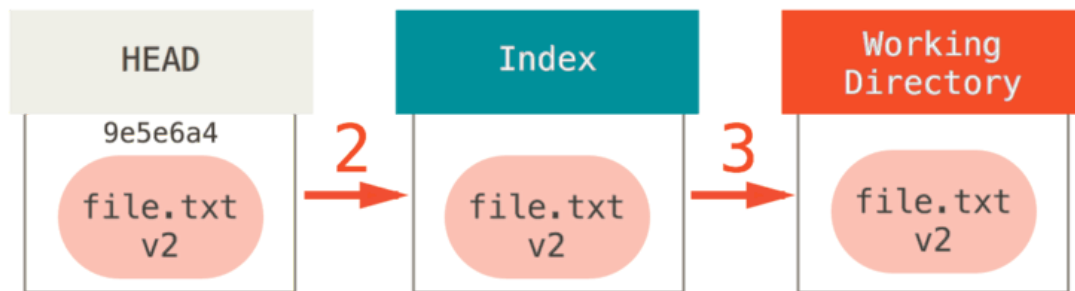 HEAD
Index
Working
Directory
9e5e6a4
2
3
file.txt
v2
file.txt
v2
file.txt
v2